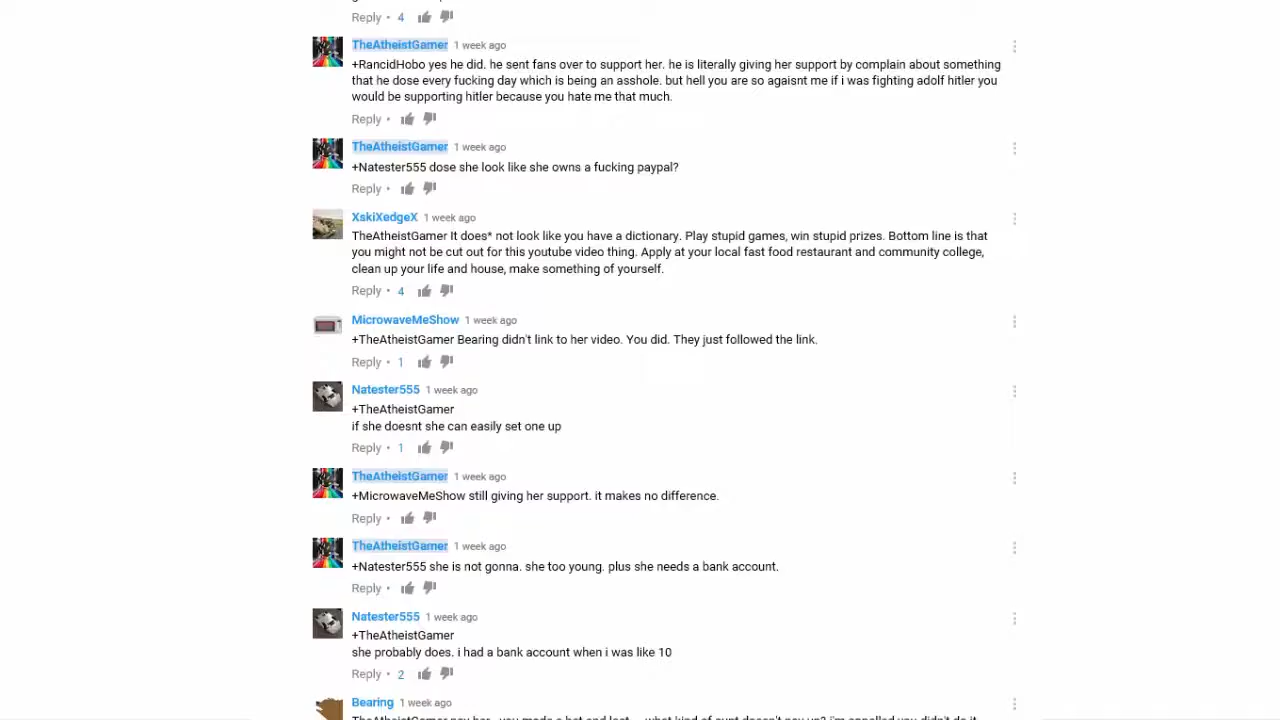 Reply • 4
TheAtheistGamer 1 week ago
+RancidHobo yes he did. he sent fans over to support her. he is literally giving her support by complain about something
that he dose every fucking day which is being an asshole. but hell you are so agaisnt me if i was fighting adolf hitler you
would be supporting hitler because you hate me that much.
Reply •
TheAtheistGamer 1 week ago
+Natester555 dose she look like she owns a fucking paypal?
Reply •
XskiXedgeX 1 week ago
TheAtheistGamer It does* not look like you have a dictionary. Play stupid games, win stupid prizes. Bottom line is that
you might not be cut out for this youtube video thing. Apply at your local fast food restaurant and community college,
clean up your life and house, make something of yourself.
Reply • 4
MicrowaveMeShow 1 week ago
+TheAtheistGamer Bearing didn't link to her video. You did. They just followed the link.
Reply • 1
Natester555 1 week ago
+TheAtheistGamer
if she doesnt she can easily set one up
Reply • 1
TheAtheistGamer 1 week ago
+MicrowaveMeShow still giving her support. it makes no difference.
Reply •
TheAtheistGamer 1 week ago
+Natester555 she is not gonna. she too young. plus she needs a bank account.
Reply •
Natester555 1 week ago
+TheAtheistGamer
she probably does. i had a bank account when i was like 10
Reply • 2
Bearing 1 week ago